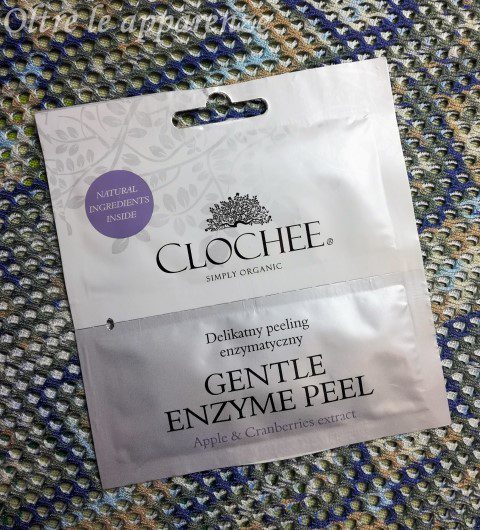 Oltre le apparenze
NATURAL
INGREDIENTS
INSIDE
CLOCHEE®
SIMPLY ORGANIC
Delikatny peeling
enzymatyczny
GENTLE
ENZYME PEEL
Apple & Cranberries extract